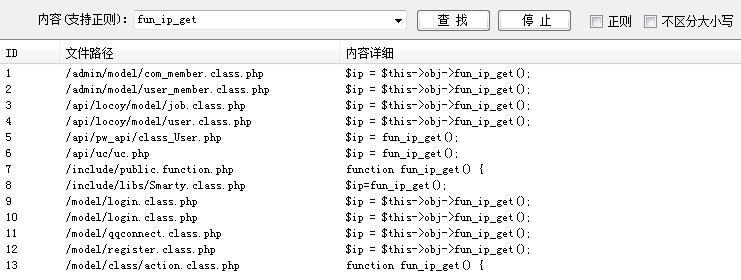 内容(支持正则): fun_ip_get 查 找 停 止 正则 不区分大小写
ID 文件路径 内容详细
1 /admin/model/com_member.class.php $ip = $this->obj->fun_ip_get();
2 /admin/model/user_member.class.php $ip = $this->obj->fun_ip_get();
3 /api/locoy/model/job.class.php $ip = $this->obj->fun_ip_get();
4 /api/locoy/model/user.class.php $ip = $this->obj->fun_ip_get();
5 /api/pw_api/class_User.php $ip = fun_ip_get();
6 /api/uc/uc.php $ip = fun_ip_get();
7 /include/public.function.php function fun_ip_get() {
8 /include/libs/Smarty.class.php $ip=fun_ip_get();
9 /model/login.class.php $ip = $this->obj->fun_ip_get();
10 /model/login.class.php $ip = $this->obj->fun_ip_get();
11 /model/qqconnect.class.php $ip = $this->obj->fun_ip_get();
12 /model/register.class.php $ip = $this->obj->fun_ip_get();
13 /model/class/action.class.php function fun_ip_get() {